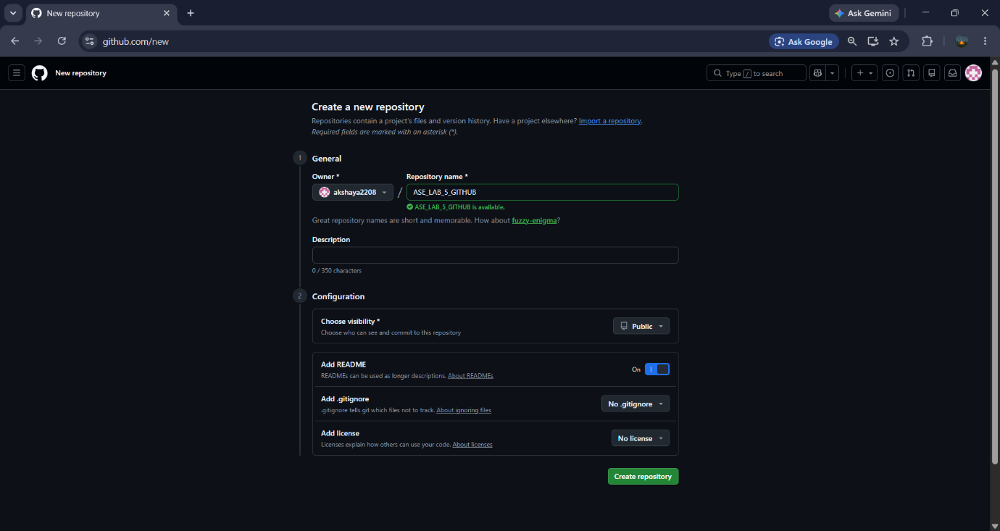 New repository
Ask Gemini
github.com/new
Ask Google
New repository
Type / to search
Create a new repository
Repositories contain a project's files and version history. Have a project elsewhere? Import a repository.
Required fields are marked with an asterisk (*).
1 General
Owner * Repository name *
akshaya2208 / ASE_LAB_5_GITHUB
ASE_LAB_5_GITHUB is available.
Great repository names are short and memorable. How about fuzzy-enigma?
Description
0 / 350 characters
2 Configuration
Choose visibility *
Choose who can see and commit to this repository
Public
Add README
READMEs can be used as longer descriptions. About READMEs
On
Add .gitignore
.gitignore tells git which files not to track. About ignoring files
No .gitignore
Add license
Licenses explain how others can use your code. About licenses
No license
Create repository